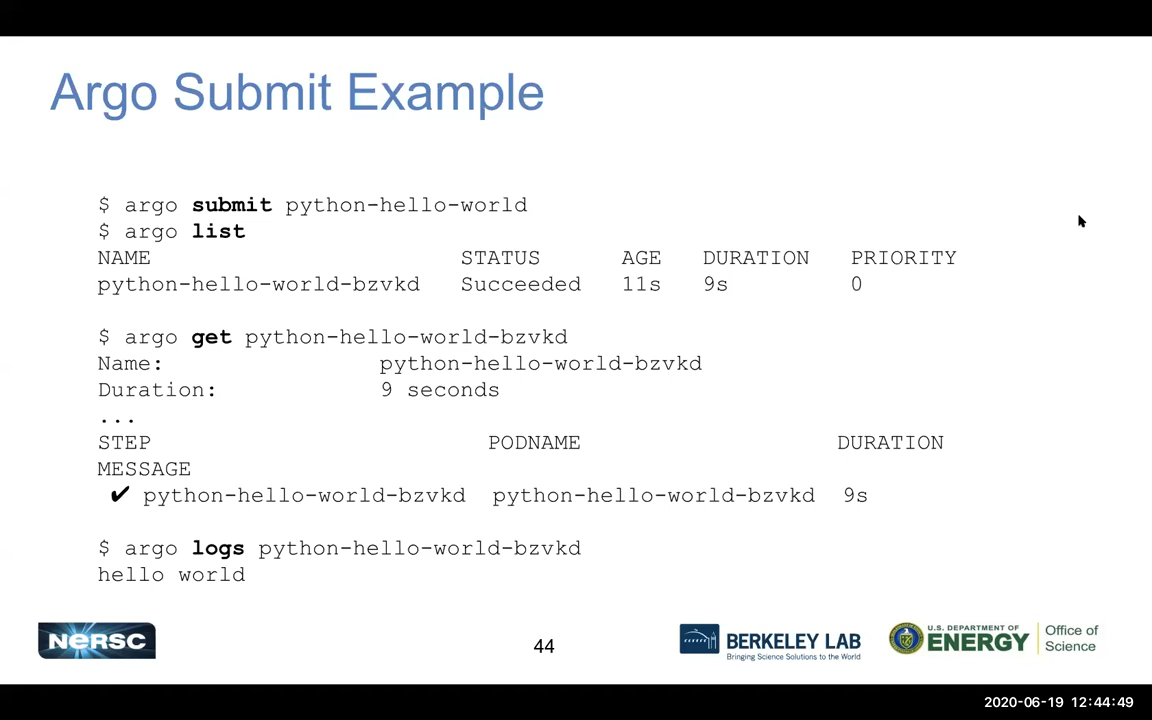 Argo Submit Example
$ argo submit python-hello-world
$ argo list
NAME STATUS AGE DURATION PRIORITY
python-hello-world-bzvkd Succeeded 11s 9s 0
$ argo get python-hello-world-bzvkd
Name: python-hello-world-bzvkd
Duration: 9 seconds
...
STEP PODNAME DURATION
MESSAGE
✔ python-hello-world-bzvkd python-hello-world-bzvkd 9s
$ argo logs python-hello-world-bzvkd
hello world
NERSC
44
BERKELEY LAB
Bringing Science Solutions to the World
U.S. DEPARTMENT OF
ENERGY
Office of
Science
2020-06-19 12:44:49